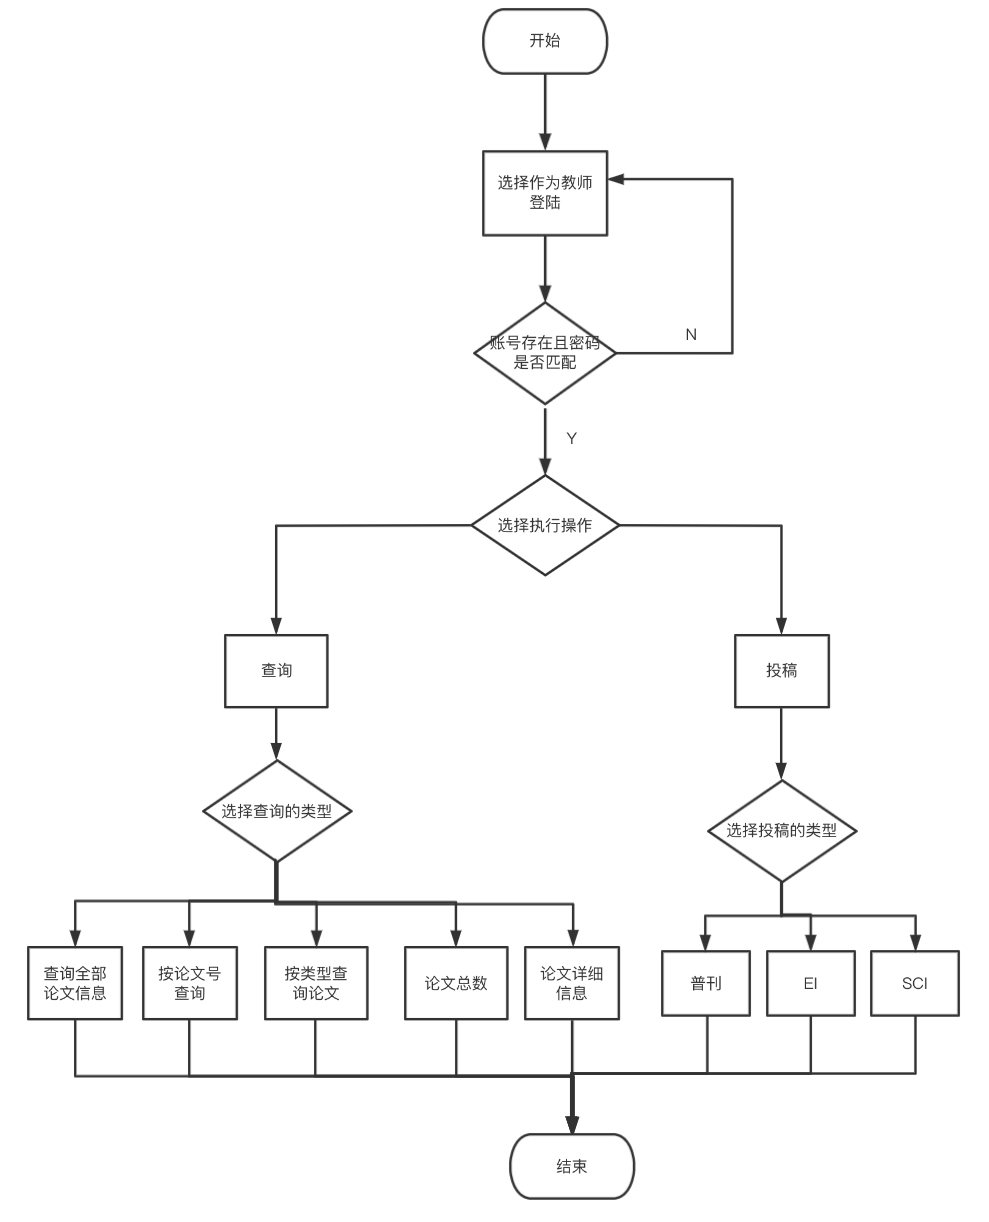 开始
选择作为教师
登陆
账号存在且密码
是否匹配
N
Y
选择执行操作
查询
投稿
选择查询的类型
选择投稿的类型
查询全部
论文信息
按论文号
查询
按类型查
询论文
论文总数
论文详细
信息
普刊
EI
SCI
结束